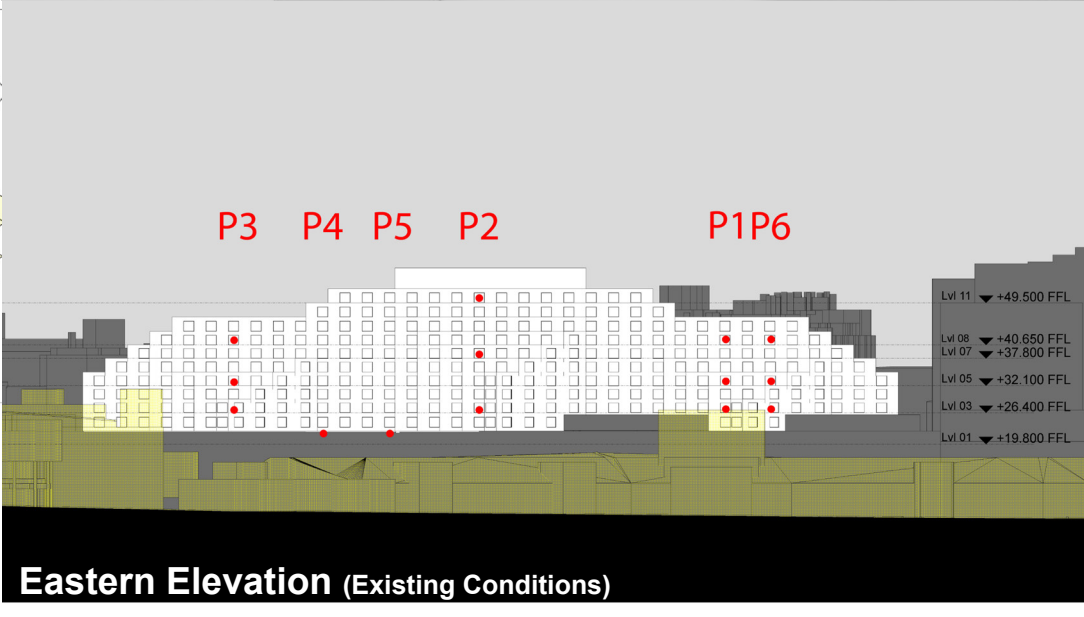 P3 P4 P5 P2 P1 P6
Lvl 11 +49.500 FFL
Lvl 08 +40.650 FFL
Lvl 07 +37.800 FFL
Lvl 05 +32.100 FFL
Lvl 03 +26.400 FFL
Lvl 01 +19.800 FFL
Eastern Elevation (Existing Conditions)